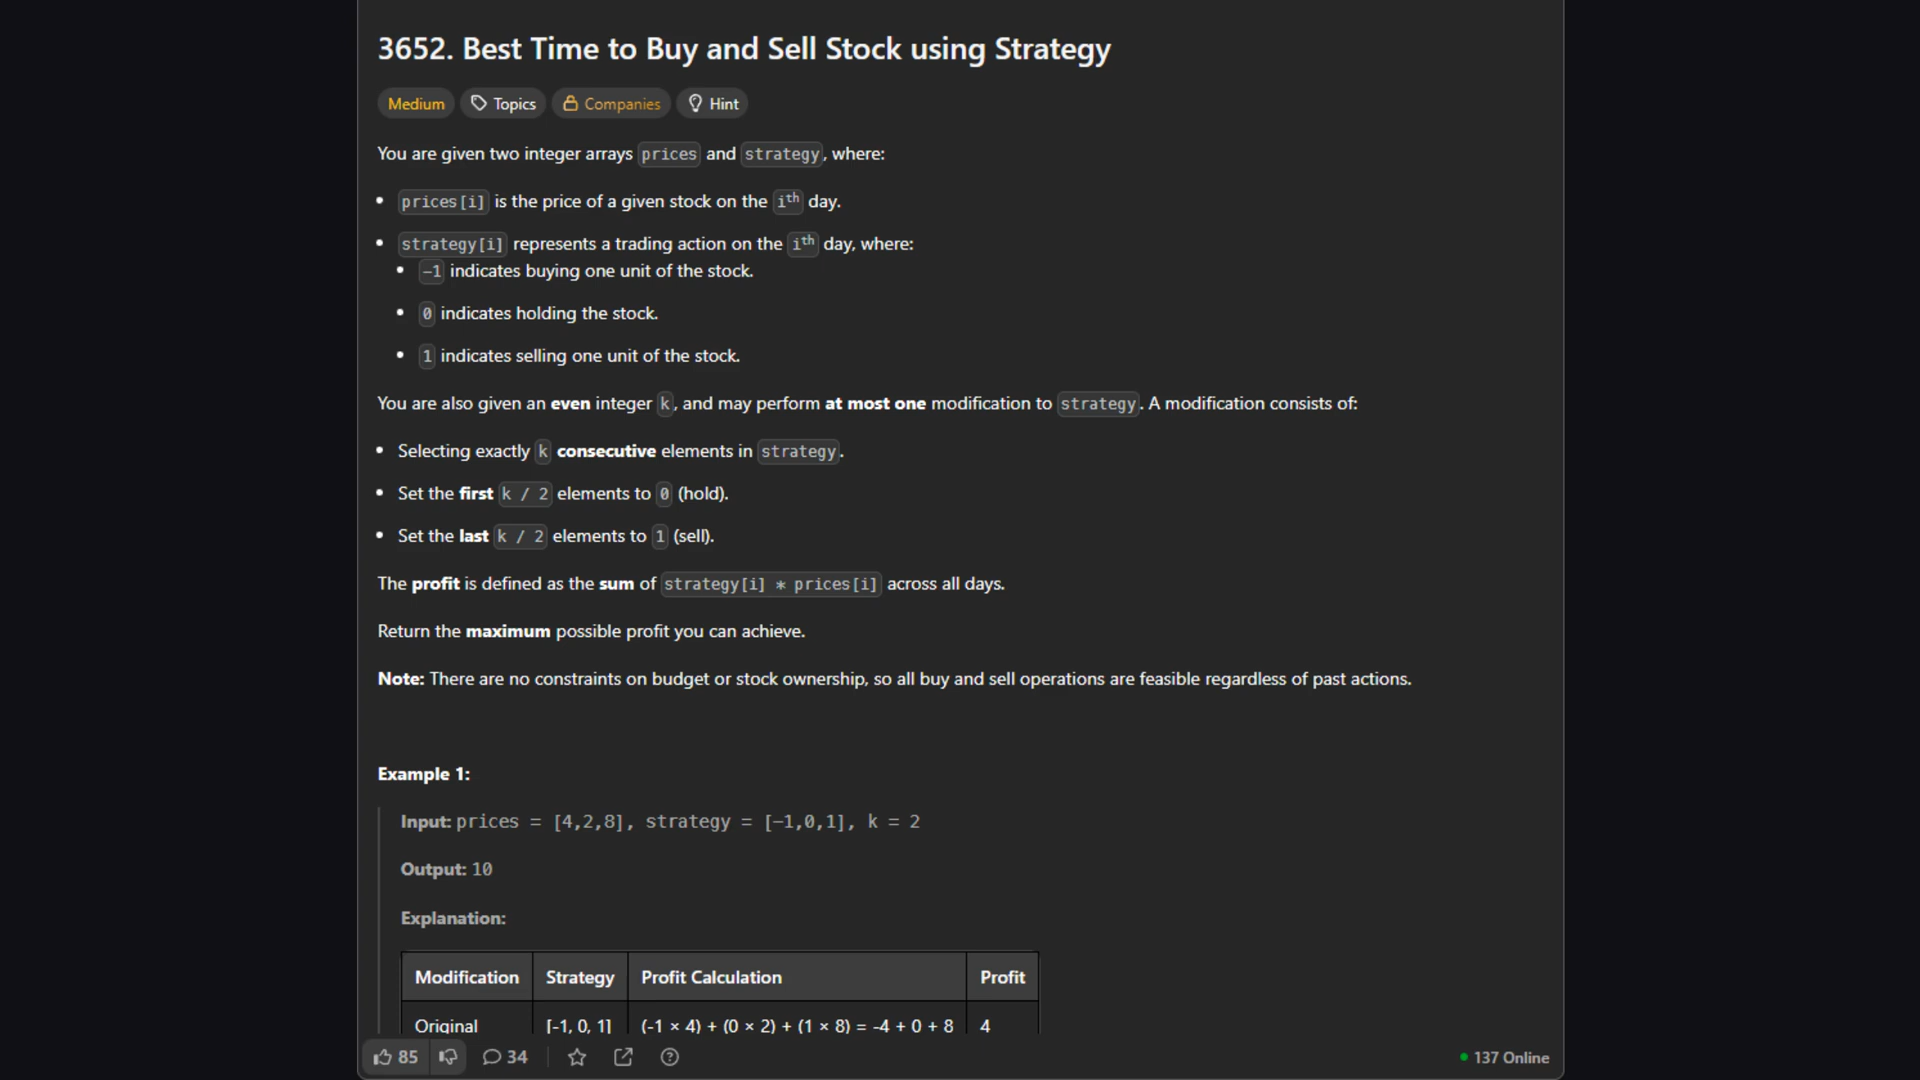 3652. Best Time to Buy and Sell Stock using Strategy
Medium Topics Companies Hint
You are given two integer arrays prices and strategy, where:
• prices[i] is the price of a given stock on the ith day.
• strategy[i] represents a trading action on the ith day, where:
• -1 indicates buying one unit of the stock.
• 0 indicates holding the stock.
• 1 indicates selling one unit of the stock.
You are also given an even integer k, and may perform at most one modification to strategy. A modification consists of:
• Selecting exactly k consecutive elements in strategy.
• Set the first k / 2 elements to 0 (hold).
• Set the last k / 2 elements to 1 (sell).
The profit is defined as the sum of strategy[i] * prices[i] across all days.
Return the maximum possible profit you can achieve.
Note: There are no constraints on budget or stock ownership, so all buy and sell operations are feasible regardless of past actions.
Example 1:
Input: prices = [4,2,8], strategy = [-1,0,1], k = 2
Output: 10
Explanation:
Modification Strategy Profit Calculation Profit
Original [-1, 0, 1] (-1 × 4) + (0 × 2) + (1 × 8) = -4 + 0 + 8 4
85 34 137 Online